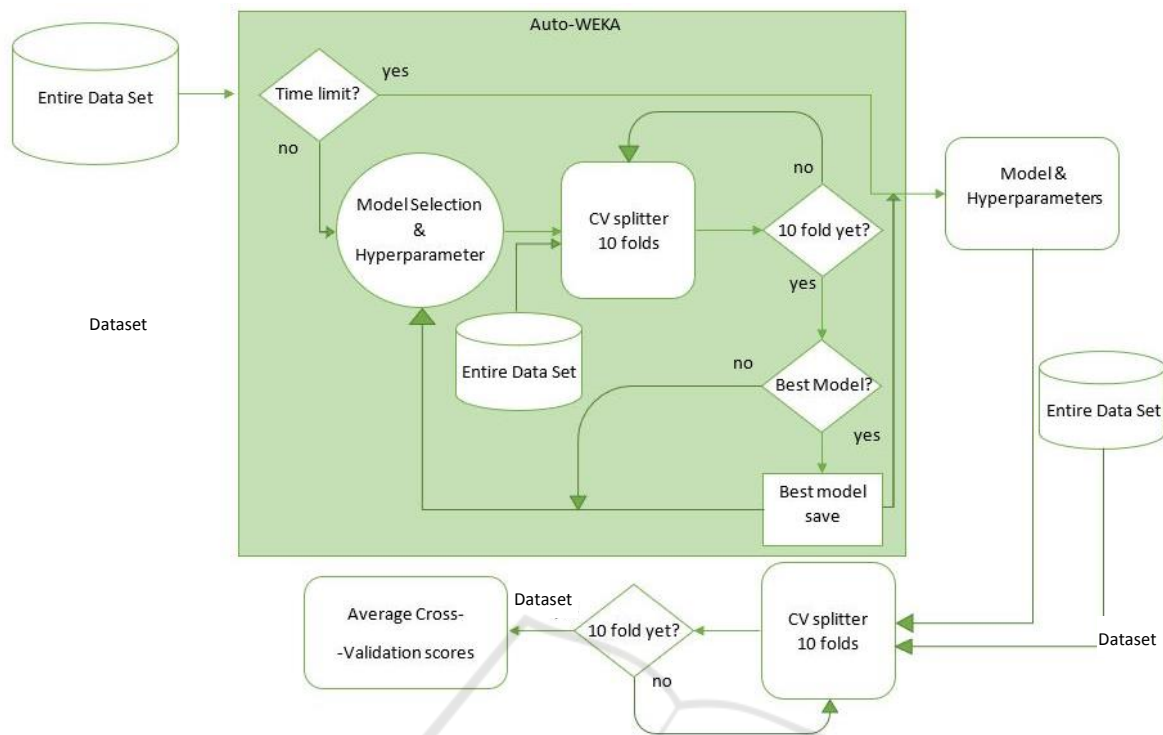 Auto-WEKA
Entire Data Set
Time limit?
yes
no
Model Selection
&
Hyperparameter
CV splitter
10 folds
no
10 fold yet?
yes
Model &
Hyperparameters
Dataset
Entire Data Set
no
Best Model?
yes
Best model
save
Entire Data Set
Average Cross-
-Validation scores
Dataset
10 fold yet?
no
CV splitter
10 folds
Dataset